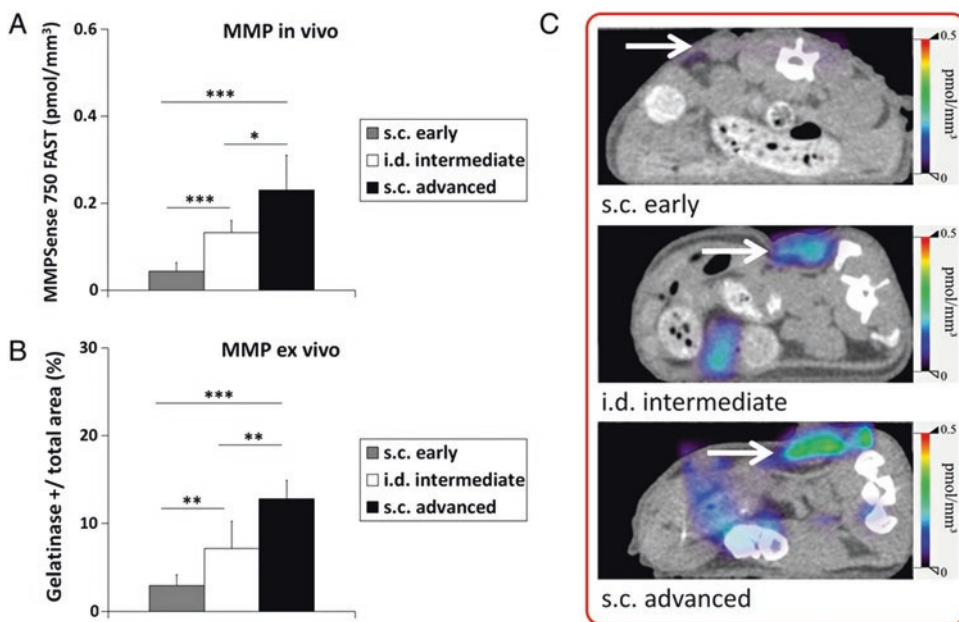 A
MMP in vivo
MMPSense 750 FAST (pmol/mm³)
0.6
0.4
0.2
0
***
*
***
s.c. early
i.d. intermediate
s.c. advanced
B
MMP ex vivo
Gelatinase +/ total area (%)
30
20
10
0
***
**
**
s.c. early
i.d. intermediate
s.c. advanced
C
0.5
pmol/mm³
0
s.c. early
0.5
pmol/mm³
0
i.d. intermediate
0.5
pmol/mm³
0
s.c. advanced